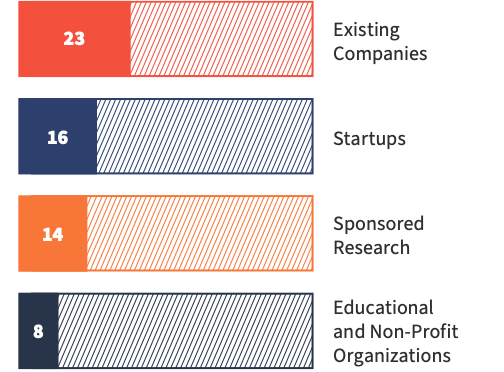 23
Existing
Companies
16
Startups
14
Sponsored
Research
8
Educational
and Non-Profit
Organizations